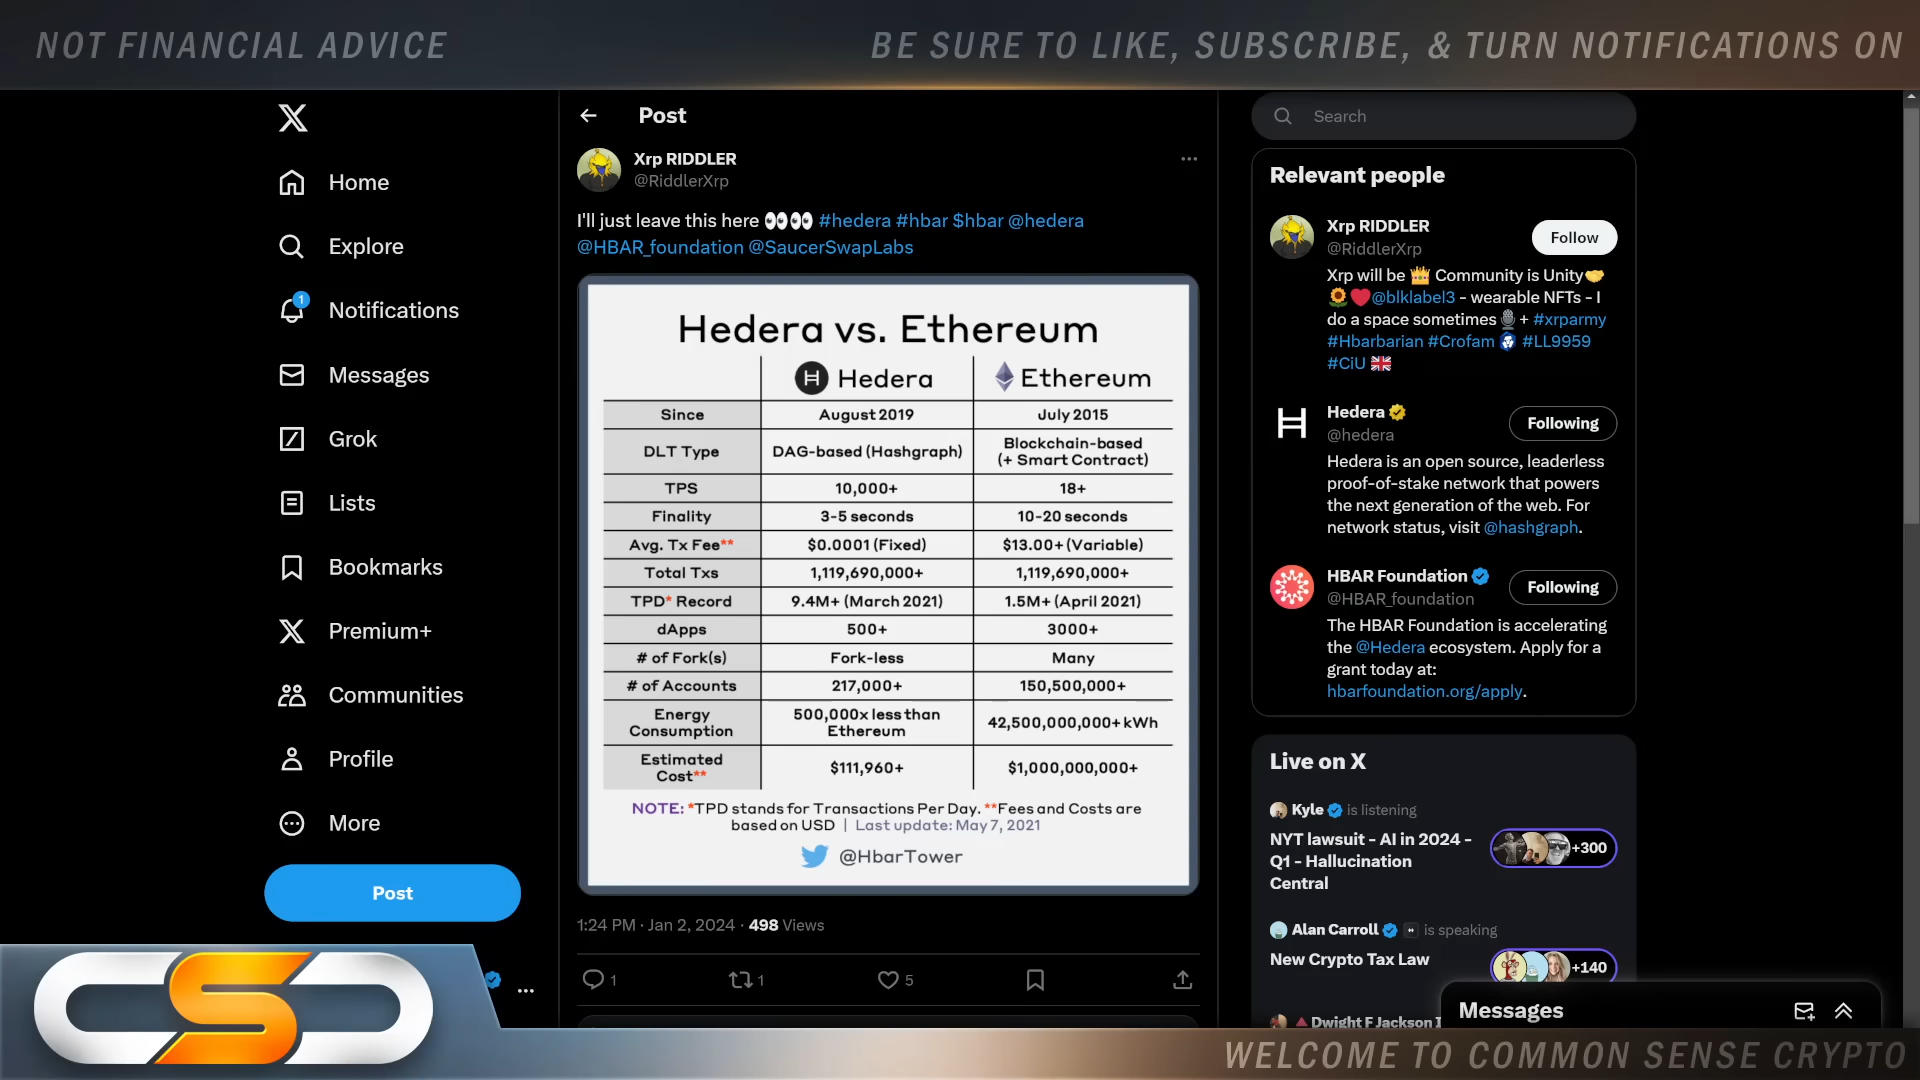 NOT FINANCIAL ADVICE
BE SURE TO LIKE, SUBSCRIBE, & TURN NOTIFICATIONS ON
Home
Explore
1
Notifications
Messages
Grok
Lists
Bookmarks
Premium+
Communities
Profile
More
Post
Post
Xrp RIDDLER
@RiddlerXrp
I'll just leave this here 👀👀 #hedera #hbar $hbar @hedera
@HBAR_foundation @SaucerSwapLabs
Hedera vs. Ethereum
Hedera Ethereum
Since August 2019 July 2015
DLT Type DAG-based (Hashgraph) Blockchain-based
(+ Smart Contract)
TPS 10,000+ 18+
Finality 3-5 seconds 10-20 seconds
Avg. Tx Fee** $0.0001 (Fixed) $13.00+ (Variable)
Total Txs 1,119,690,000+ 1,119,690,000+
TPD* Record 9.4M+ (March 2021) 1.5M+ (April 2021)
dApps 500+ 3000+
# of Fork(s) Fork-less Many
# of Accounts 217,000+ 150,500,000+
Energy
Consumption 500,000x less than
Ethereum 42,500,000,000+ kWh
Estimated
Cost** $111,960+ $1,000,000,000+
NOTE: *TPD stands for Transactions Per Day. **Fees and Costs are
based on USD | Last update: May 7, 2021
@HbarTower
1:24 PM · Jan 2, 2024 · 498 Views
1 1 5
Search
Relevant people
Xrp RIDDLER
@RiddlerXrp
Follow
Xrp will be 👑 Community is Unity🤝
🌻❤️@blklabel3 - wearable NFTs - I
do a space sometimes 🎙+ #xrparmy
#Hbarbarian #Crofam #LL9959
#CiU 🇬🇧
Hedera
@hedera
Following
Hedera is an open source, leaderless
proof-of-stake network that powers
the next generation of the web. For
network status, visit @hashgraph.
HBAR Foundation
@HBAR_foundation
Following
The HBAR Foundation is accelerating
the @Hedera ecosystem. Apply for a
grant today at:
hbarfoundation.org/apply.
Live on X
Kyle is listening
NYT lawsuit - AI in 2024 -
Q1 - Hallucination
Central
+300
Alan Carroll is speaking
New Crypto Tax Law
+140
Dwight F Jackson
Messages
CSC
WELCOME TO COMMON SENSE CRYPTO